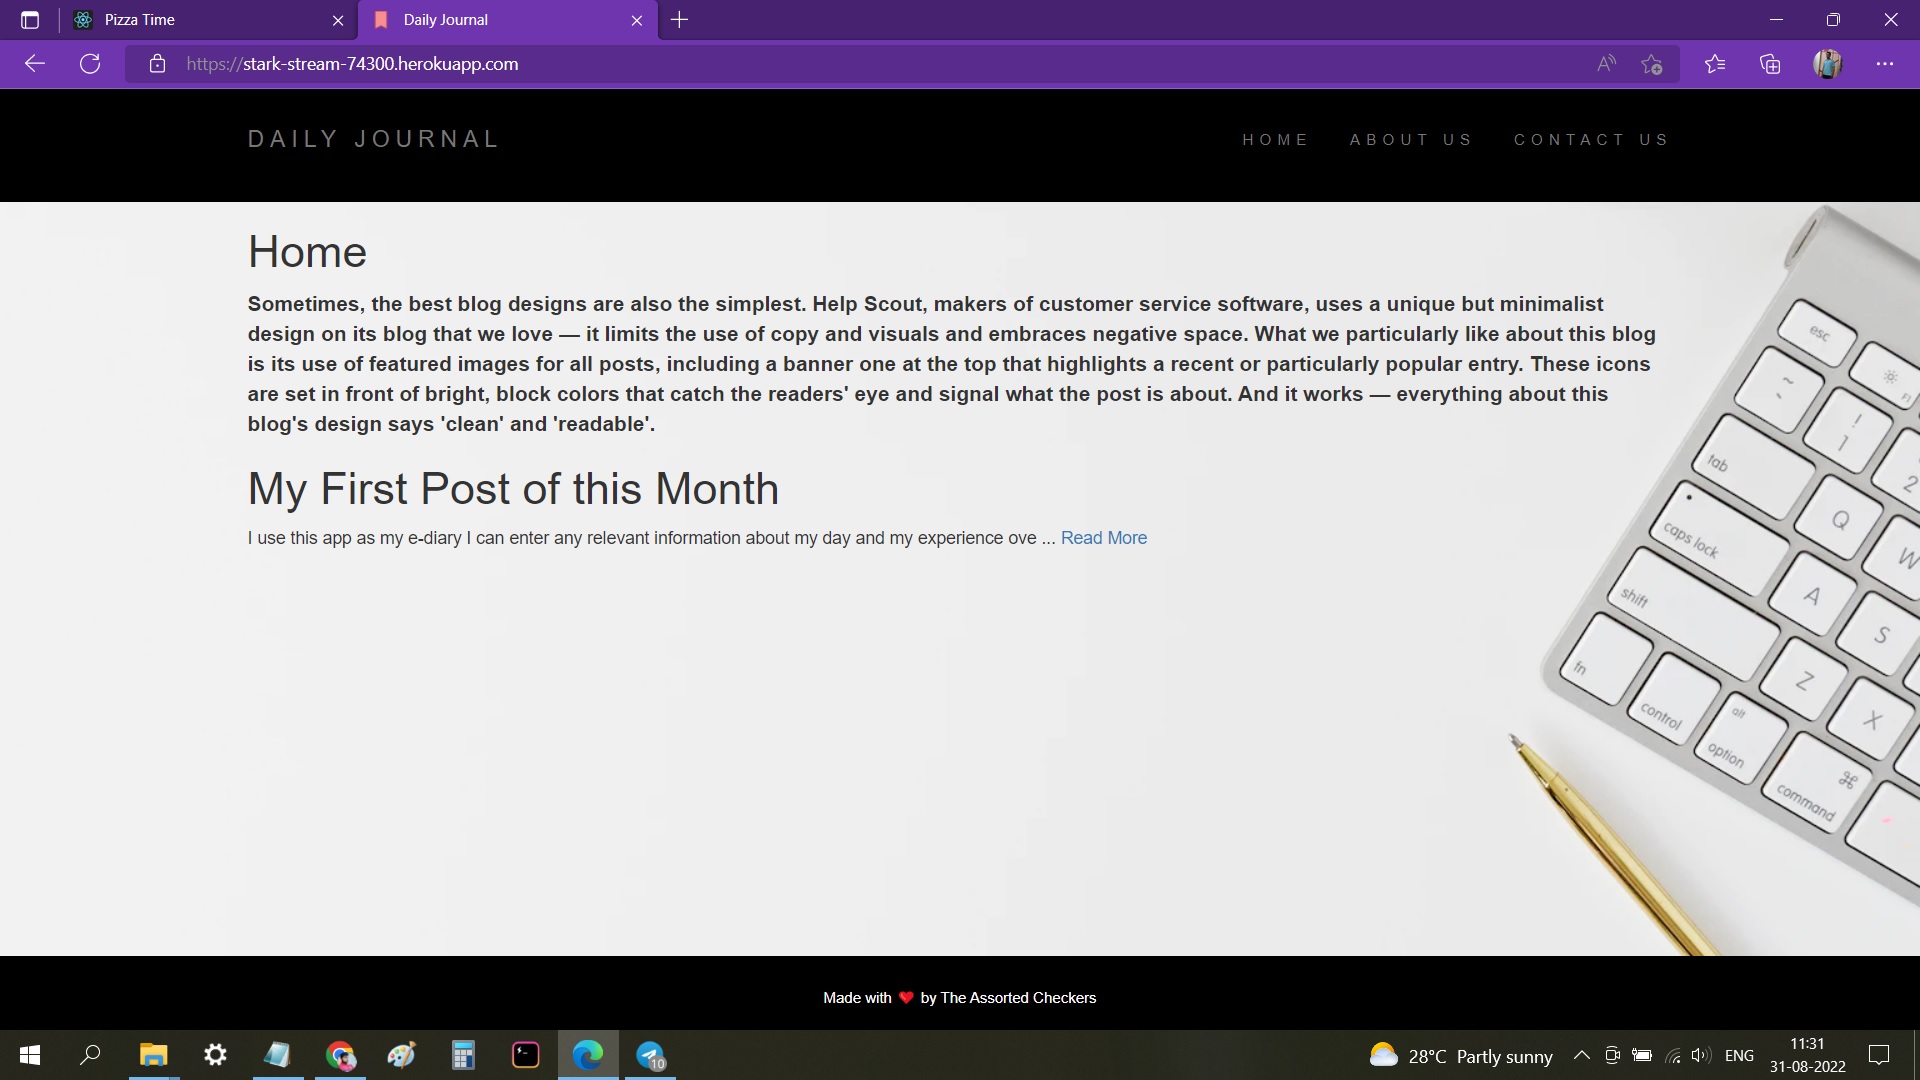 Pizza Time
Daily Journal
https://stark-stream-74300.herokuapp.com
DAILY JOURNAL
HOME ABOUT US CONTACT US
Home
Sometimes, the best blog designs are also the simplest. Help Scout, makers of customer service software, uses a unique but minimalist
design on its blog that we love — it limits the use of copy and visuals and embraces negative space. What we particularly like about this blog
is its use of featured images for all posts, including a banner one at the top that highlights a recent or particularly popular entry. These icons
are set in front of bright, block colors that catch the readers' eye and signal what the post is about. And it works — everything about this
blog's design says 'clean' and 'readable'.
My First Post of this Month
I use this app as my e-diary I can enter any relevant information about my day and my experience ove ... Read More
esc
F1
~
`
!
1
2
tab
Q
W
caps lock
A
S
shift
Z
X
fn
control
alt
option
⌘
command
Made with ❤ by The Assorted Checkers
10
28°C Partly sunny
ENG
11:31
31-08-2022